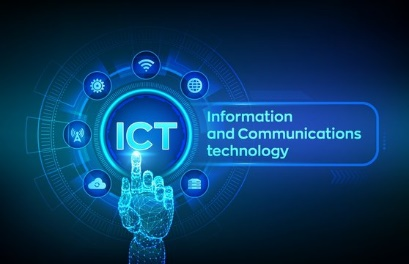 ICT
Information
and Communications
technology